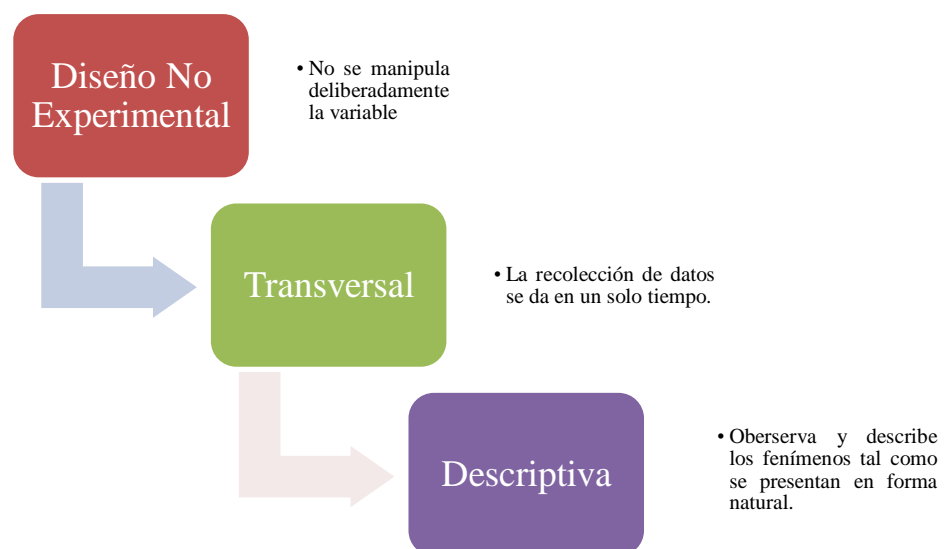 Diseño No
Experimental
• No se manipula
deliberadamente
la variable
Transversal
• La recolección de datos
se da en un solo tiempo.
Descriptiva
• Oberserva y describe
los fenímenos tal como
se presentan en forma
natural.